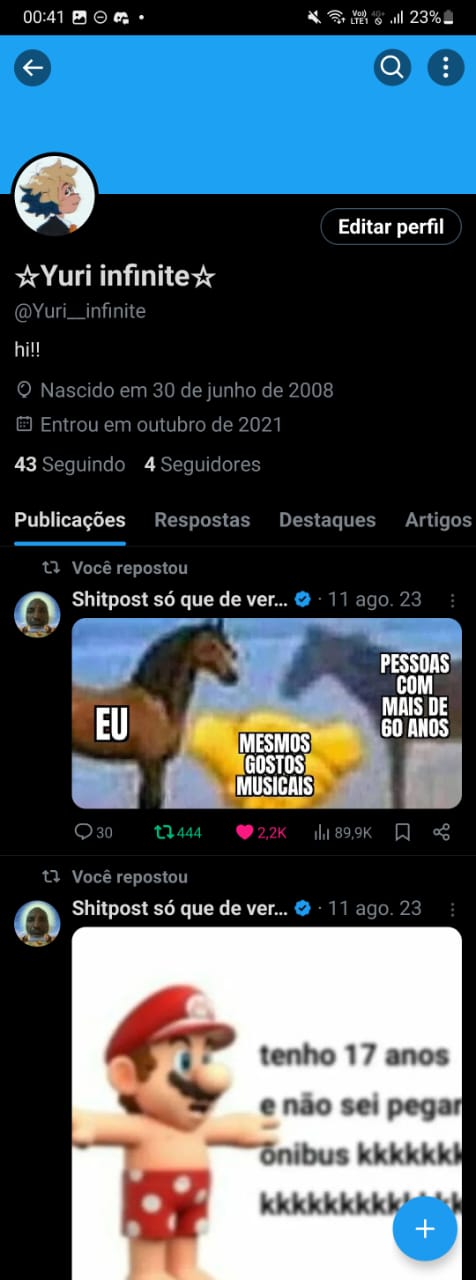 00:41
Vo)) 4G+
LTE1
23%
Editar perfil
☆Yuri infinite☆
@Yuri__infinite
hi!!
Nascido em 30 de junho de 2008
Entrou em outubro de 2021
43 Seguindo 4 Seguidores
Publicações Respostas Destaques Artigos
Você repostou
Shitpost só que de ver... · 11 ago. 23
PESSOAS
COM
MAIS DE
60 ANOS
EU
MESMOS
GOSTOS
MUSICAIS
30 444 2,2K 89,9K
Você repostou
Shitpost só que de ver... · 11 ago. 23
tenho 17 anos
e não sei pegar
ônibus kkkkkkk
kkkkkkkkkkkkkk